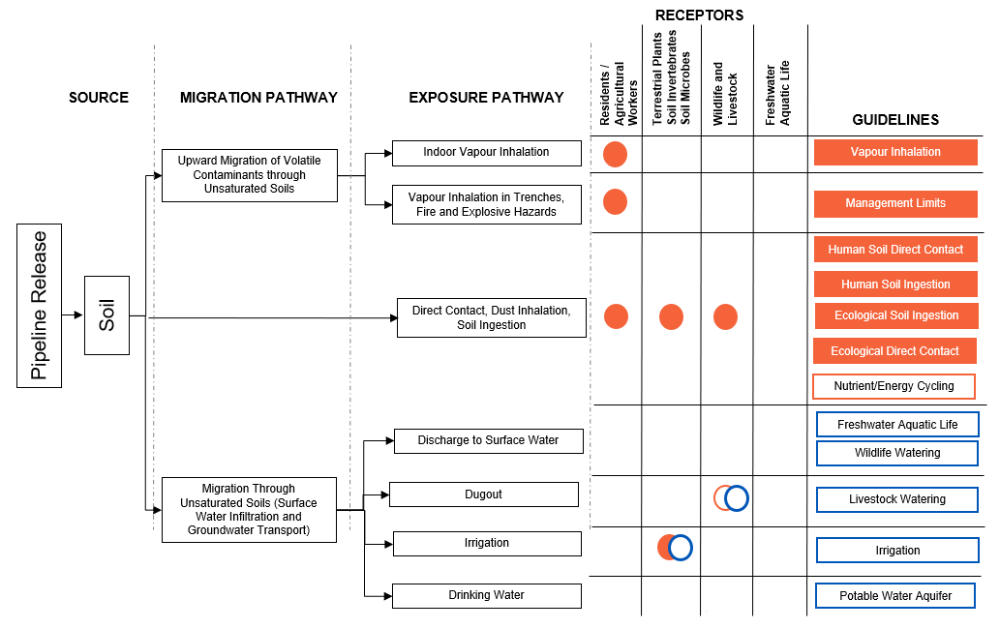 RECEPTORS
SOURCE
MIGRATION PATHWAY
EXPOSURE PATHWAY
Residents /
Agricultural
Workers
Terrestrial Plants
Soil Invertebrates
Soil Microbes
Wildlife and
Livestock
Freshwater
Aquatic Life
GUIDELINES
Pipeline Release
Soil
Upward Migration of Volatile
Contaminants through
Unsaturated Soils
Indoor Vapour Inhalation
Vapour Inhalation
Vapour Inhalation in Trenches,
Fire and Explosive Hazards
Management Limits
Direct Contact, Dust Inhalation,
Soil Ingestion
Human Soil Direct Contact
Human Soil Ingestion
Ecological Soil Ingestion
Ecological Direct Contact
Nutrient/Energy Cycling
Migration Through
Unsaturated Soils (Surface
Water Infiltration and
Groundwater Transport)
Discharge to Surface Water
Freshwater Aquatic Life
Wildlife Watering
Dugout
Livestock Watering
Irrigation
Irrigation
Drinking Water
Potable Water Aquifer